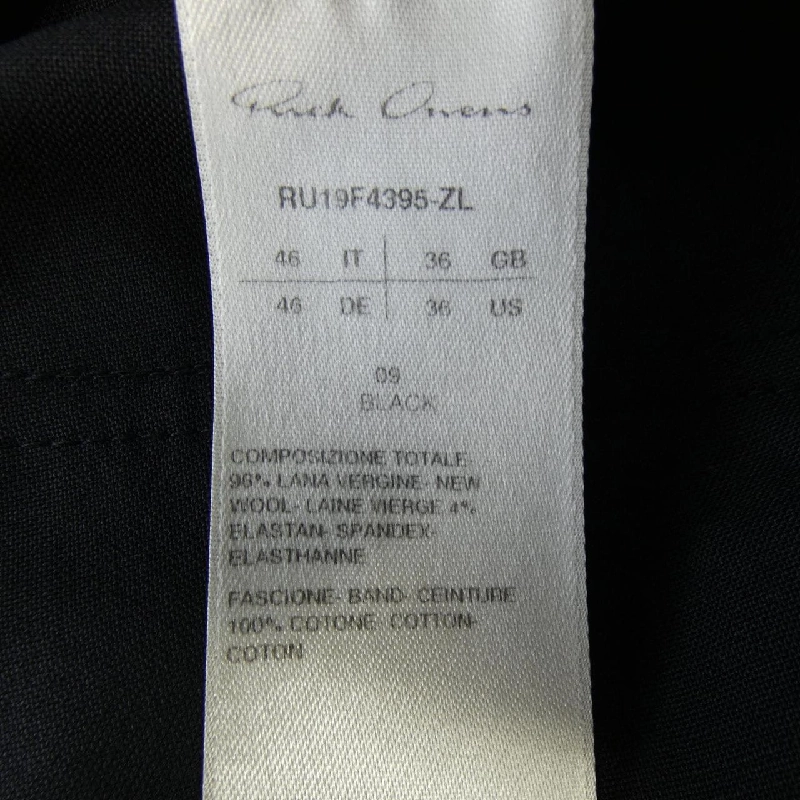 Rick Owens
RU19F4395-ZL
46 IT 36 GB
46 DE 36 US
09
BLACK
COMPOSIZIONE TOTALE
96% LANA VERGINE- NEW
WOOL- LAINE VIERGE 4%
ELASTAN- SPANDEX-
ELASTHANNE
FASCIONE- BAND- CEINTURE
100% COTONE- COTTON-
COTON